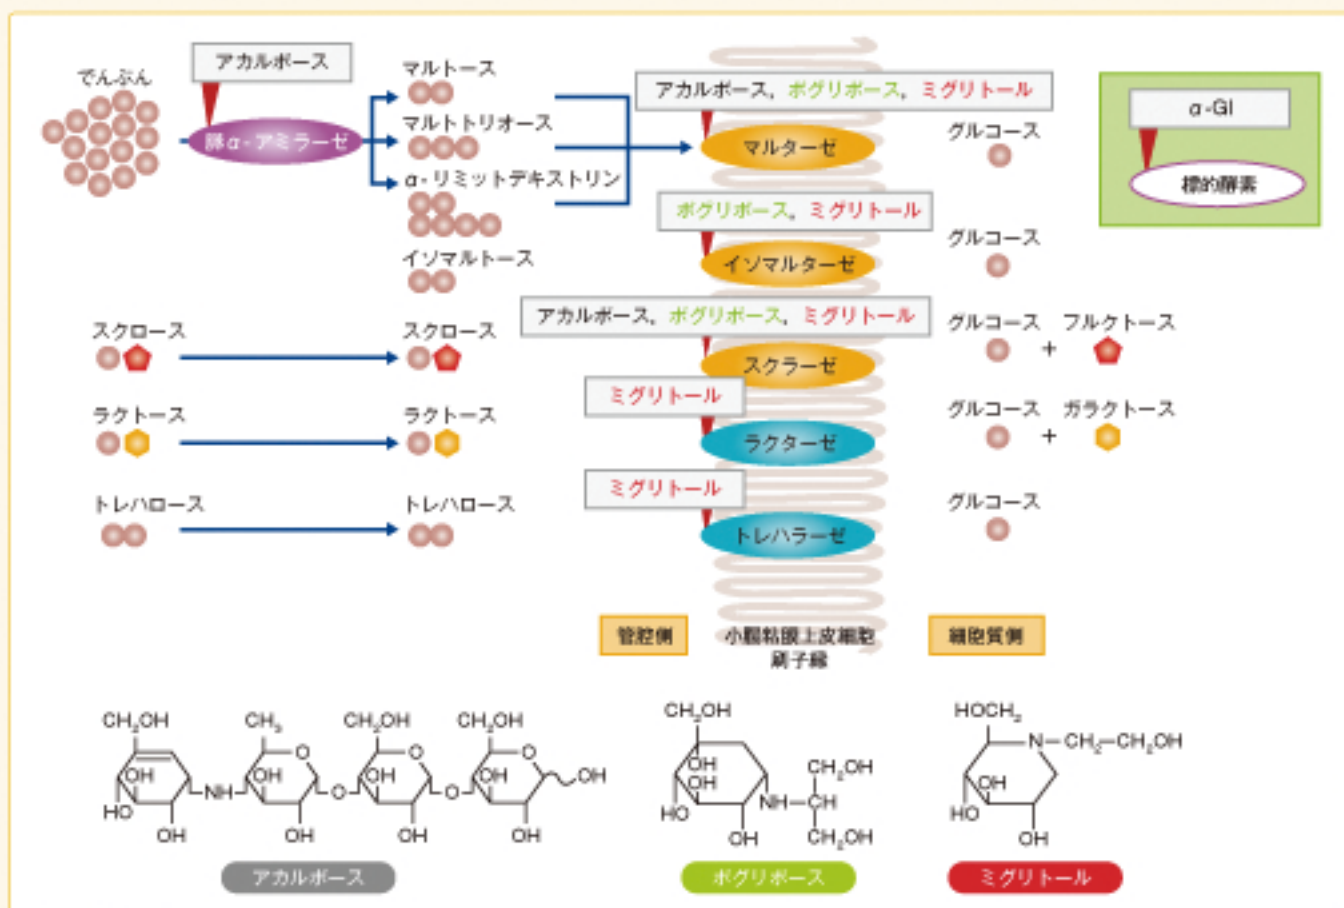 でんぷん
アカルボース
膵α-アミラーゼ
マルトース
マルトトリオース
α-リミットデキストリン
イソマルトース
アカルボース，ボグリボース，ミグリトール
マルターゼ
グルコース
α-GI
標的酵素
ボグリボース，ミグリトール
イソマルターゼ
グルコース
スクロース
スクロース
アカルボース，ボグリボース，ミグリトール
スクラーゼ
グルコース
+
フルクトース
ラクトース
ラクトース
ミグリトール
ラクターゼ
グルコース
+
ガラクトース
トレハロース
トレハロース
ミグリトール
トレハラーゼ
グルコース
管腔側
小腸粘膜上皮細胞
刷子縁
細胞質側
CH₂OH
CH₃
CH₂OH
CH₂OH
O
O
O
OH
OH
OH
OH
OH
NH
O
O
HO
OH
OH
OH
OH
アカルボース
CH₂OH
OH
OH
CH₂OH
HO
NH－CH
OH
CH₂OH
ボグリボース
HOCH₂
N－CH₂－CH₂OH
OH
HO
OH
ミグリトール